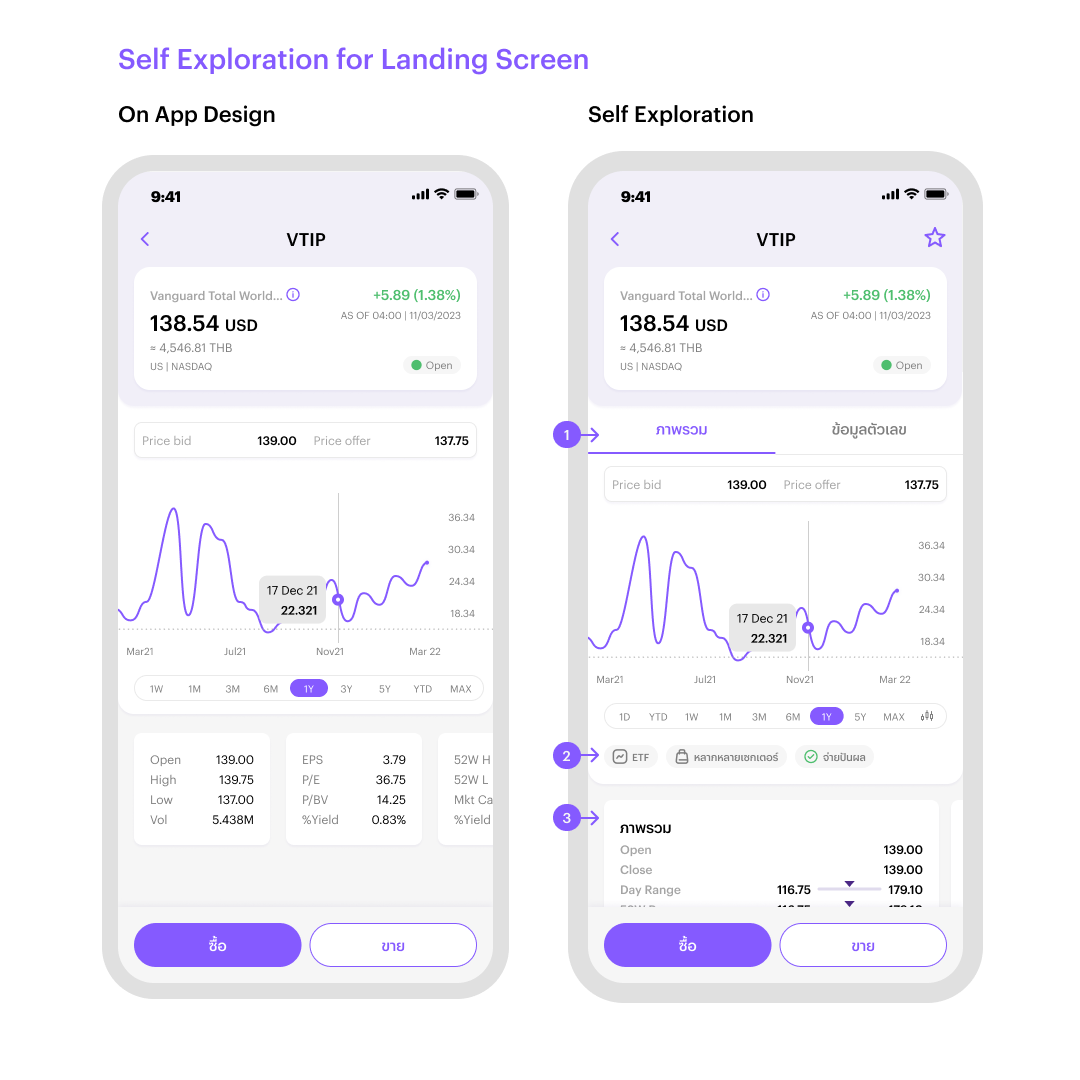 Self Exploration for Landing Screen
On App Design
9:41
VTIP
Vanguard Total World...
+5.89 (1.38%)
138.54 USD
AS OF 04:00 | 11/03/2023
≈ 4,546.81 THB
US | NASDAQ
Open
Price bid 139.00 Price offer 137.75
36.34
30.34
24.34
18.34
17 Dec 21
22.321
Mar21 Jul21 Nov21 Mar 22
1W 1M 3M 6M 1Y 3Y 5Y YTD MAX
Open 139.00
High 139.75
Low 137.00
Vol 5.438M
EPS 3.79
P/E 36.75
P/BV 14.25
%Yield 0.83%
52W H
52W L
Mkt Ca
%Yield
ซื้อ
ขาย
Self Exploration
9:41
VTIP
Vanguard Total World...
+5.89 (1.38%)
138.54 USD
AS OF 04:00 | 11/03/2023
≈ 4,546.81 THB
US | NASDAQ
Open
1
ภาพรวม
ข้อมูลตัวเลข
Price bid 139.00 Price offer 137.75
36.34
30.34
24.34
18.34
17 Dec 21
22.321
Mar21 Jul21 Nov21 Mar 22
1D YTD 1W 1M 3M 6M 1Y 5Y MAX
2
ETF
หลากหลายเซกเตอร์
จ่ายปันผล
3
ภาพรวม
Open 139.00
Close 139.00
Day Range 116.75 179.10
ซื้อ
ขาย